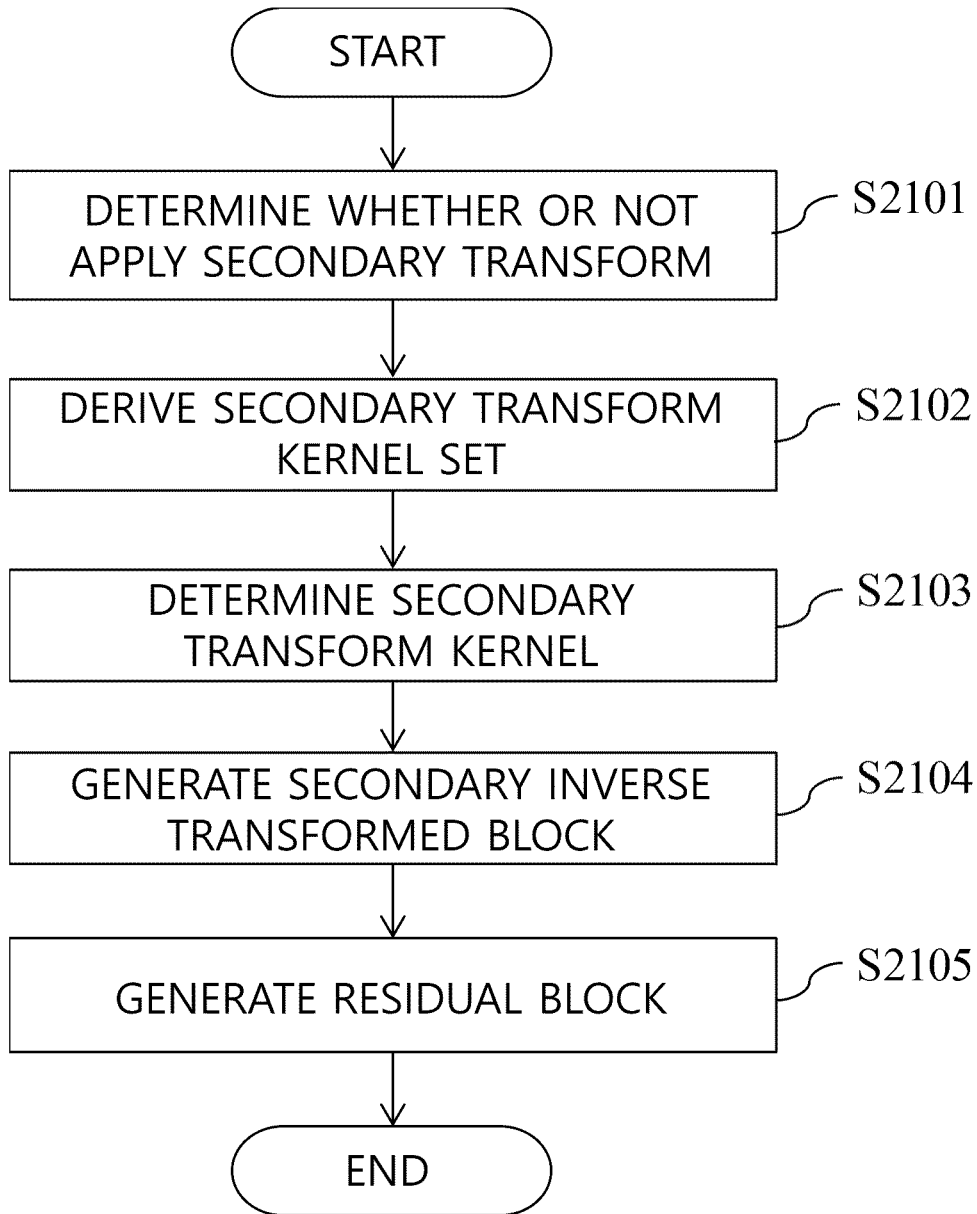 START
DETERMINE WHETHER OR NOT
APPLY SECONDARY TRANSFORM
S2101
DERIVE SECONDARY TRANSFORM
KERNEL SET
S2102
DETERMINE SECONDARY
TRANSFORM KERNEL
S2103
GENERATE SECONDARY INVERSE
TRANSFORMED BLOCK
S2104
GENERATE RESIDUAL BLOCK
S2105
END